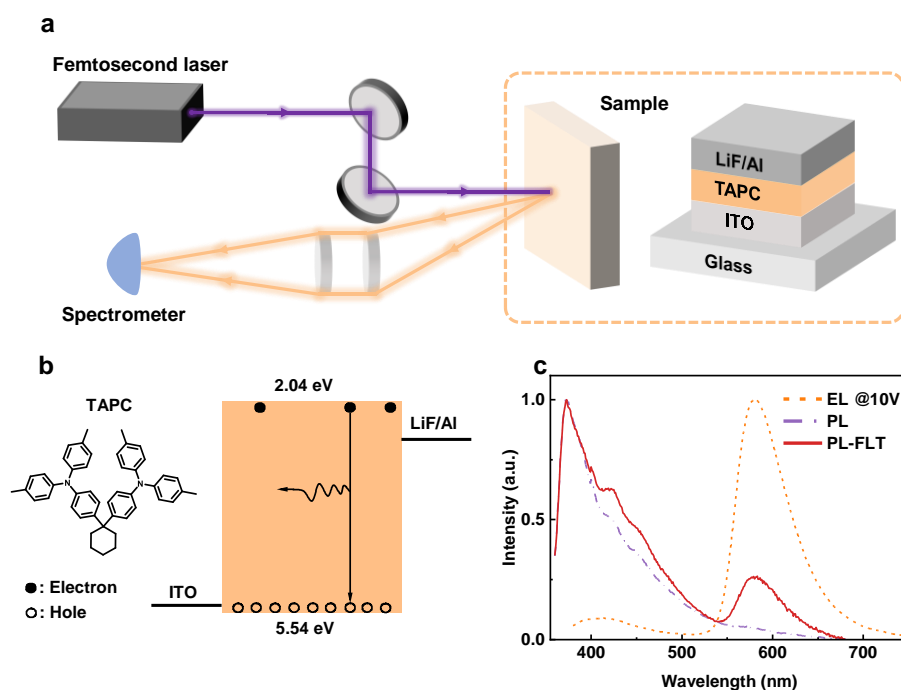 a
Femtosecond laser
Sample
LiF/Al
TAPC
ITO
Glass
Spectrometer
b
TAPC
N
N
: Electron
: Hole
2.04 eV
LiF/Al
ITO
5.54 eV
c
EL @10V
PL
PL-FLT
Intensity (a.u.)
1.0
0.5
0.0
400
500
600
700
Wavelength (nm)